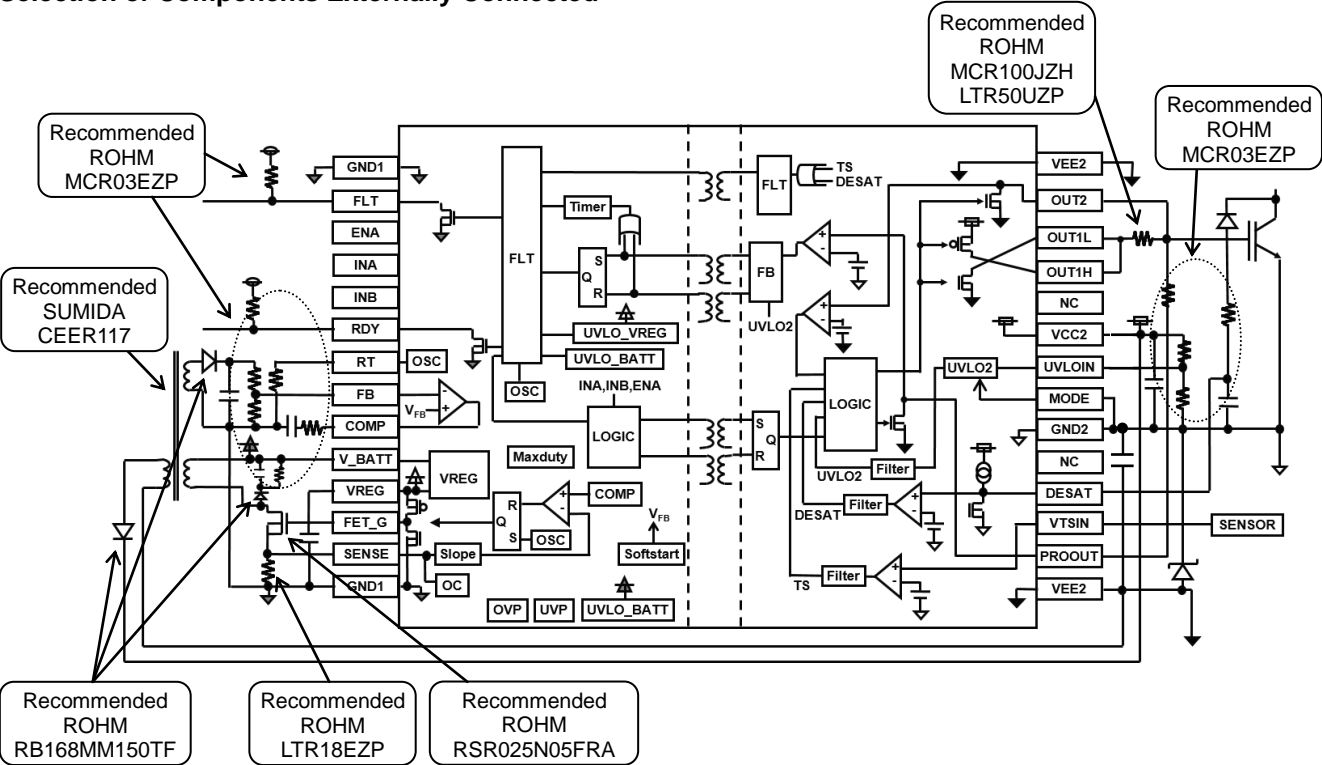 Selection of Components Externally Connected
Recommended
ROHM
MCR100JZH
LTR50UZP
Recommended
ROHM
MCR03EZP
Recommended
ROHM
MCR03EZP
Recommended
SUMIDA
CEER117
GND1
FLT
ENA
INA
INB
RDY
RT
FB
COMP
V_BATT
VREG
FET_G
SENSE
GND1
FLT
Timer
S
Q
R
UVLO_VREG
UVLO_BATT
OSC
OSC
VFB
INA,INB,ENA
LOGIC
Maxduty
VREG
COMP
R
Q
S
OSC
VFB
Softstart
Slope
OC
OVP
UVP
UVLO_BATT
FLT
TS
DESAT
FB
UVLO2
S
Q
R
LOGIC
UVLO2
UVLO2
Filter
DESAT
Filter
TS
Filter
VEE2
OUT2
OUT1L
OUT1H
NC
VCC2
UVLOIN
MODE
GND2
NC
DESAT
VTSIN
PROOUT
VEE2
SENSOR
Recommended
ROHM
RB168MM150TF
Recommended
ROHM
LTR18EZP
Recommended
ROHM
RSR025N05FRA